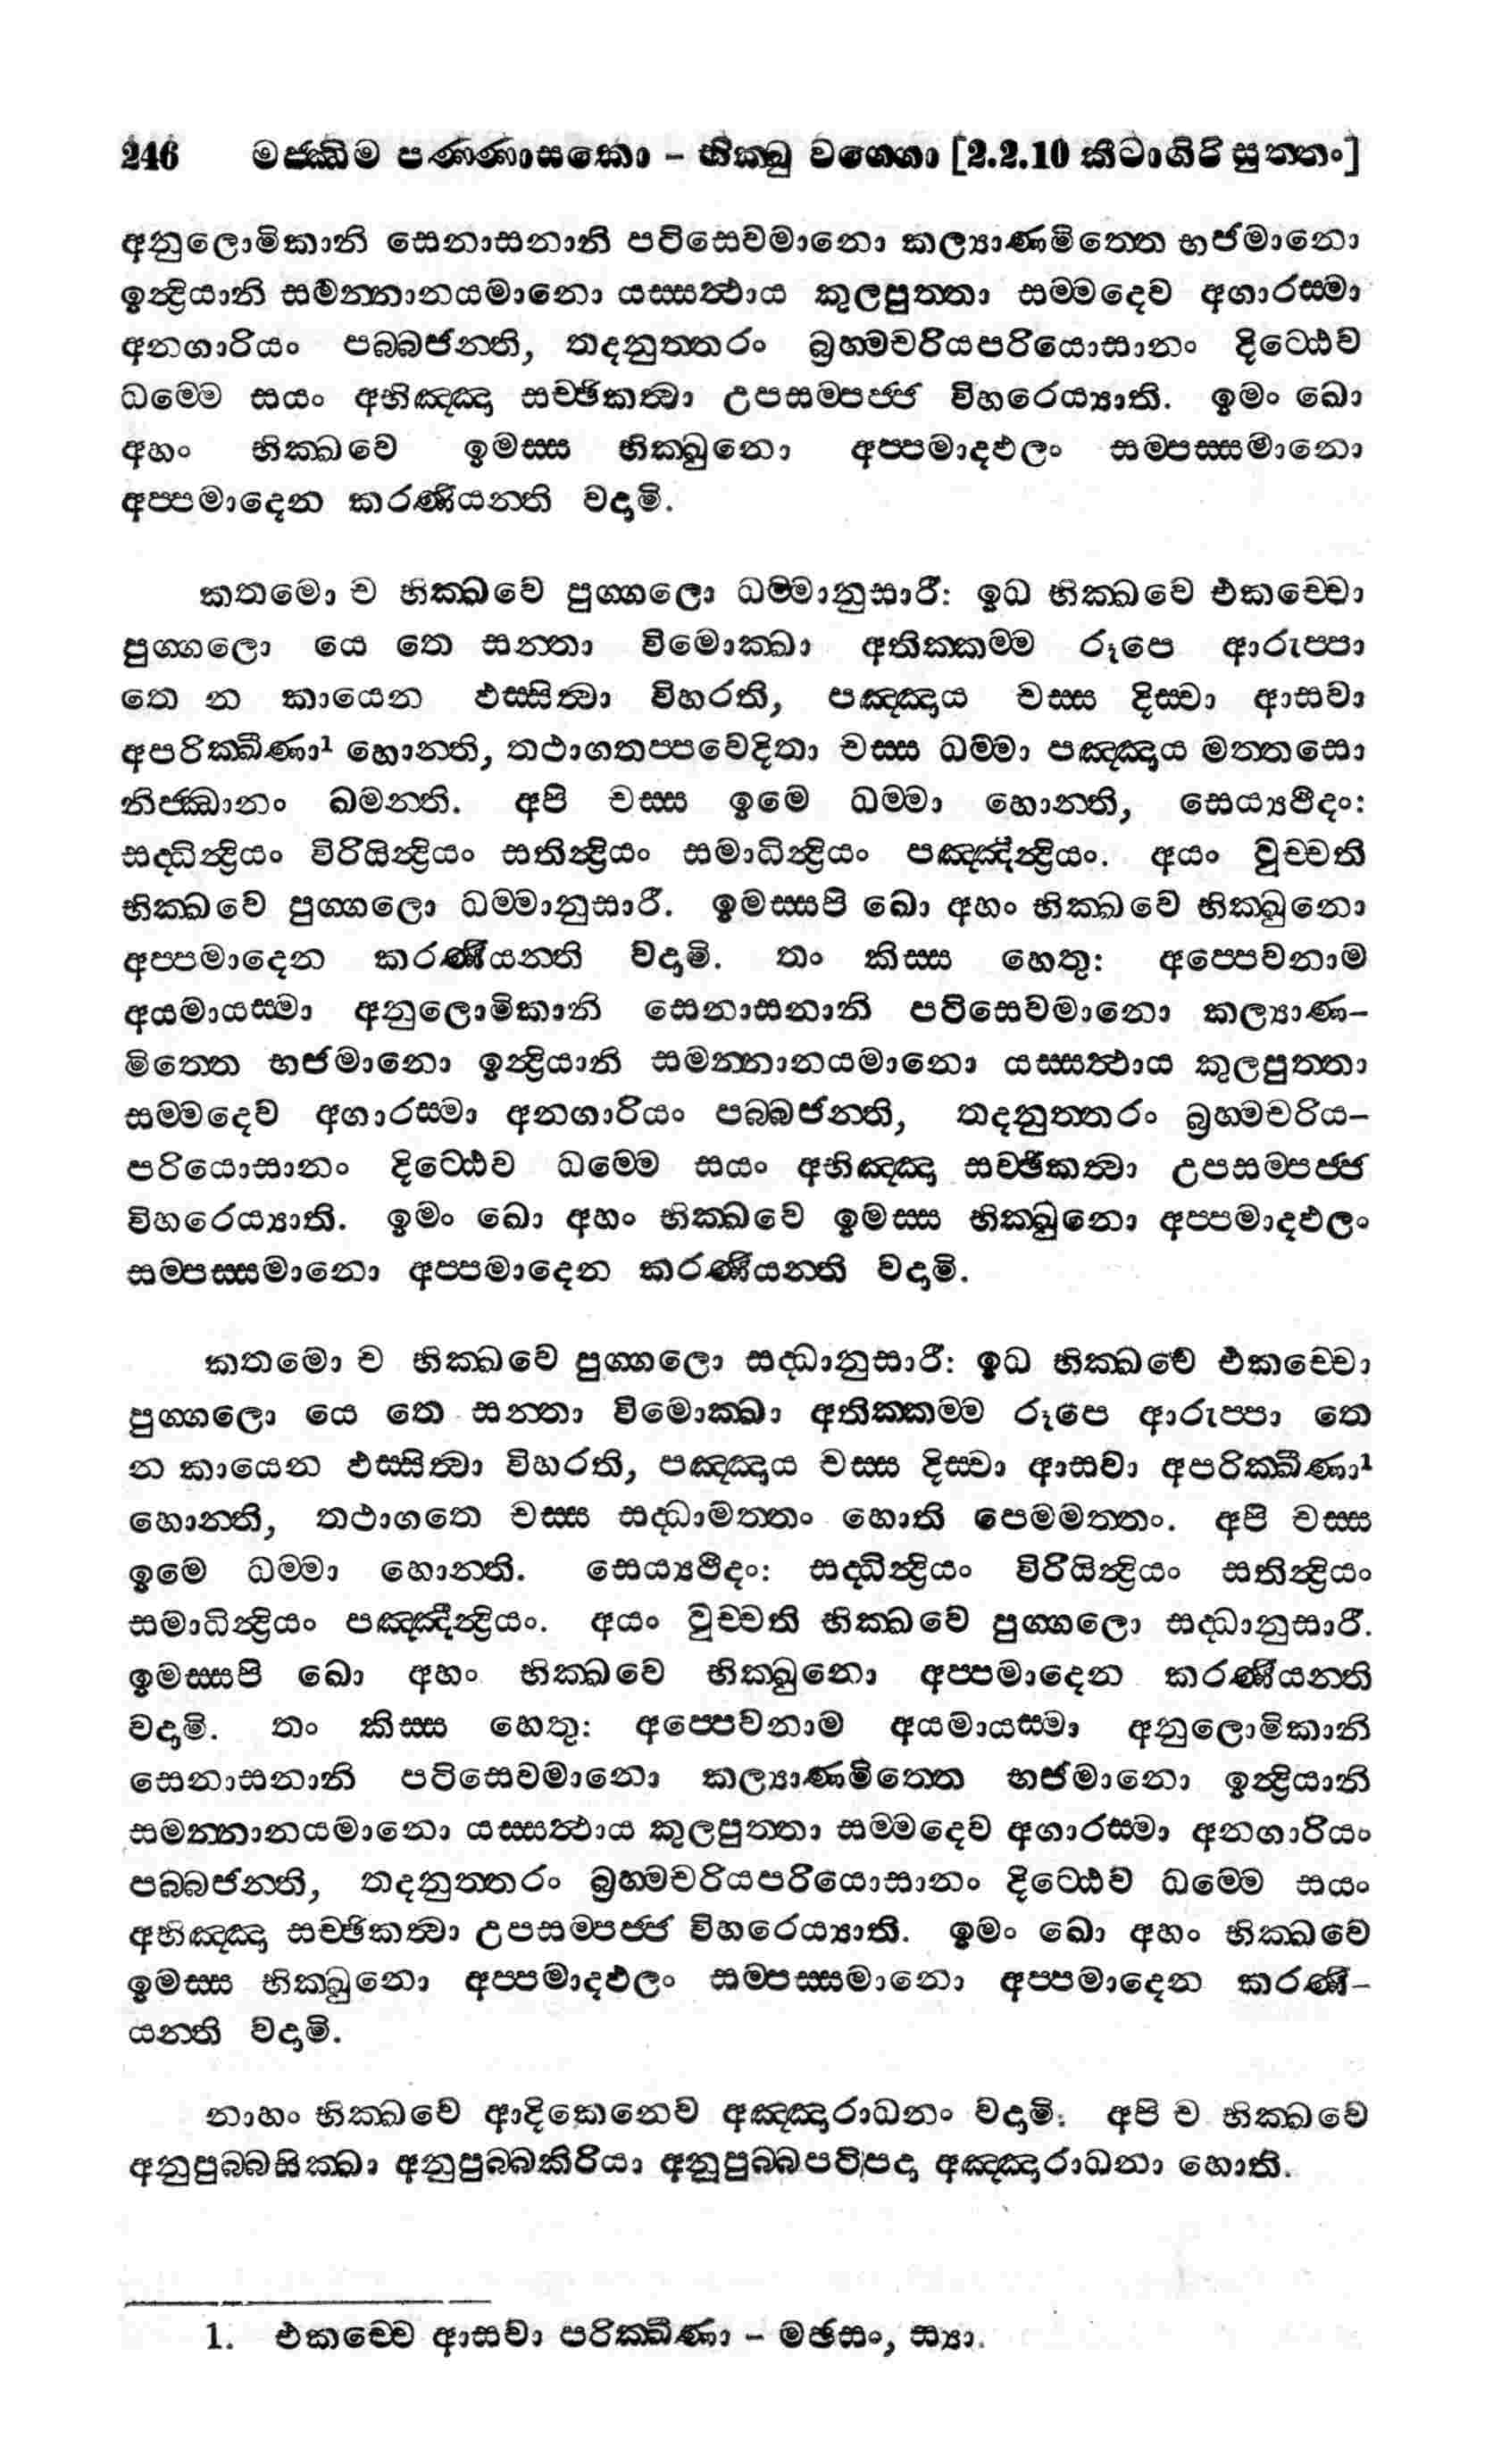 246 මජ්ඣිම පණ්ණාසකො - භික්ඛු වග්ගො [2.2.10 කීටාගිරි සුත්තං]
අනුලොමිකානි සෙනාසනානි පටිසෙවමානො කල්‍යාණමිත්තෙ භජමානො
ඉන්‍ද්‍රියානි සමන්නානයමානො යස්සත්‍ථාය කුලපුත්තා සම්මදෙව අගාරස්මා
අනගාරියං පබ්බජන්ති, තදනුත්තරං බ්‍රහ්මචරියපරියොසානං දිට්ඨෙව
ධම්මෙ සයං අභිඤ්ඤා සච්ඡිකත්‍වා උපසම්පජ්ජ විහරෙය්‍යාති. ඉමං ඛො
අහං භික්ඛවෙ ඉමස්ස භික්ඛුනො අප්පමාදඵලං සම්පස්සමානො
අප්පමාදෙන කරණීයන්ති වදාමි.
කතමො ච භික්ඛවෙ පුග්ගලො ධම්මානුසාරී: ඉධ භික්ඛවෙ එකච්චො
පුග්ගලො යෙ තෙ සන්තා විමොක්ඛා අතික්කම්ම රූපෙ ආරුප්පා
තෙ න කායෙන ඵස්සිත්‍වා විහරති, පඤ්ඤාය චස්ස දිස්වා ආසවා
අපරික්ඛීණා¹ හොන්ති, තථාගතප්පවෙදිතා චස්ස ධම්මා පඤ්ඤාය මත්තසො
නිජ්ඣානං ඛමන්ති. අපි චස්ස ඉමෙ ධම්මා හොන්ති, සෙය්‍යථීදං:
සද්ධින්‍ද්‍රියං විරියින්‍ද්‍රියං සතින්‍ද්‍රියං සමාධින්‍ද්‍රියං පඤ්ඤින්‍ද්‍රියං. අයං වුච්චති
භික්ඛවෙ පුග්ගලො ධම්මානුසාරී. ඉමස්සපි ඛො අහං භික්ඛවෙ භික්ඛුනො
අප්පමාදෙන කරණීයන්ති වදාමි. තං කිස්ස හෙතු: අප්පෙවනාම
අයමායස්මා අනුලොමිකානි සෙනාසනානි පටිසෙවමානො කල්‍යාණ-
මිත්තෙ භජමානො ඉන්‍ද්‍රියානි සමන්නානයමානො යස්සත්‍ථාය කුලපුත්තා
සම්මදෙව අගාරස්මා අනගාරියං පබ්බජන්ති, තදනුත්තරං බ්‍රහ්මචරිය-
පරියොසානං දිට්ඨෙව ධම්මෙ සයං අභිඤ්ඤා සච්ඡිකත්‍වා උපසම්පජ්ජ
විහරෙය්‍යාති. ඉමං ඛො අහං භික්ඛවෙ ඉමස්ස භික්ඛුනො අප්පමාදඵලං
සම්පස්සමානො අප්පමාදෙන කරණීයන්ති වදාමි.
කතමො ච භික්ඛවෙ පුග්ගලො සද්ධානුසාරී: ඉධ භික්ඛවෙ එකච්චො
පුග්ගලො යෙ තෙ සන්තා විමොක්ඛා අතික්කම්ම රූපෙ ආරුප්පා තෙ
න කායෙන ඵස්සිත්‍වා විහරති, පඤ්ඤාය චස්ස දිස්වා ආසවා අපරික්ඛීණා¹
හොන්ති, තථාගතෙ චස්ස සද්ධාමත්තං හොති පෙමමත්තං. අපි චස්ස
ඉමෙ ධම්මා හොන්ති. සෙය්‍යථීදං: සද්ධින්‍ද්‍රියං විරියින්‍ද්‍රියං සතින්‍ද්‍රියං
සමාධින්‍ද්‍රියං පඤ්ඤින්‍ද්‍රියං. අයං වුච්චති භික්ඛවෙ පුග්ගලො සද්ධානුසාරී.
ඉමස්සපි ඛො අහං භික්ඛවෙ භික්ඛුනො අප්පමාදෙන කරණීයන්ති
වදාමි. තං කිස්ස හෙතු: අප්පෙවනාම අයමායස්මා අනුලොමිකානි
සෙනාසනානි පටිසෙවමානො කල්‍යාණමිත්තෙ භජමානො ඉන්‍ද්‍රියානි
සමන්නානයමානො යස්සත්‍ථාය කුලපුත්තා සම්මදෙව අගාරස්මා අනගාරියං
පබ්බජන්ති, තදනුත්තරං බ්‍රහ්මචරියපරියොසානං දිට්ඨෙව ධම්මෙ සයං
අභිඤ්ඤා සච්ඡිකත්‍වා උපසම්පජ්ජ විහරෙය්‍යාති. ඉමං ඛො අහං භික්ඛවෙ
ඉමස්ස භික්ඛුනො අප්පමාදඵලං සම්පස්සමානො අප්පමාදෙන කරණී-
යන්ති වදාමි.
නාහං භික්ඛවෙ ආදිකෙනෙව අඤ්ඤාරාධනං වදාමි: අපි ච භික්ඛවෙ
අනුපුබ්බසික්ඛා අනුපුබ්බකිරියා අනුපුබ්බපටිපදා අඤ්ඤාරාධනා හොති.
1. එකච්චෙ ආසවා පරික්ඛීණා - මඡසං, ස්‍යා.